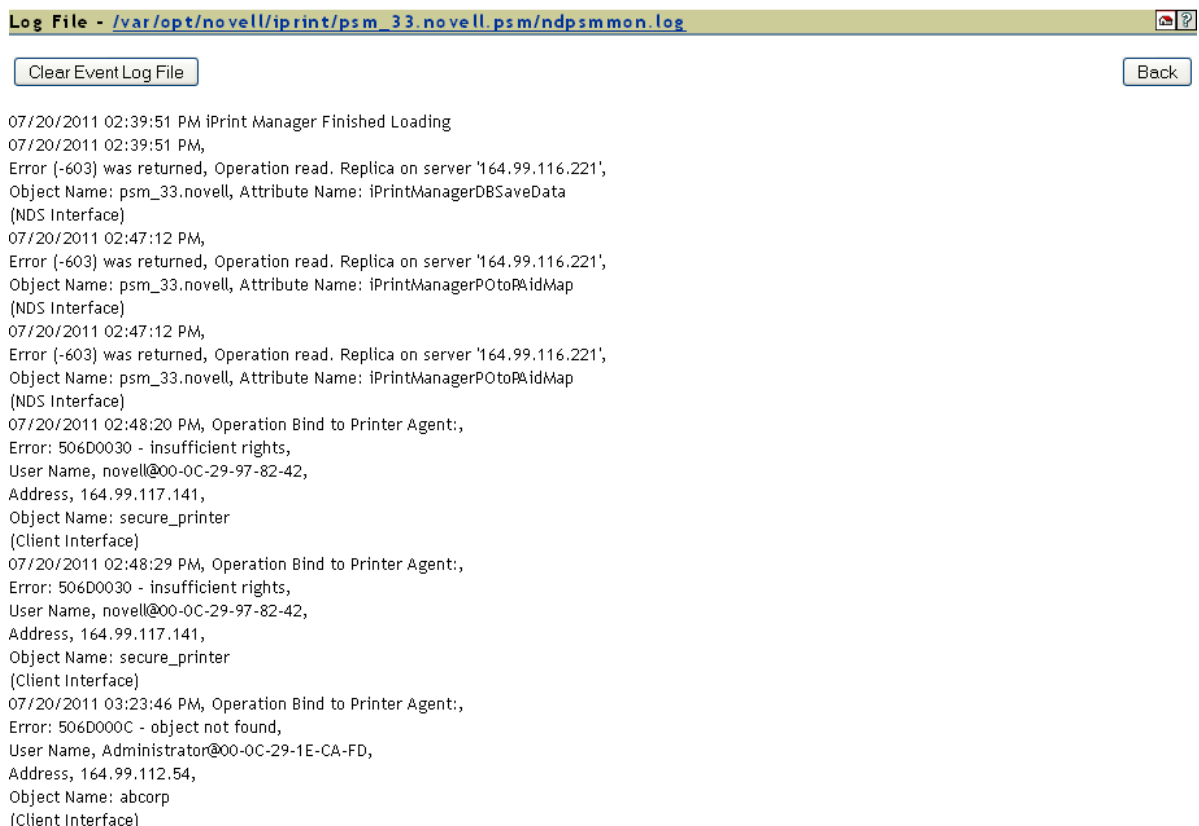 Log File - /var/opt/novell/iprint/psm_33.novell.psm/ndpsmmon.log ?
Clear Event Log File Back
07/20/2011 02:39:51 PM iPrint Manager Finished Loading
07/20/2011 02:39:51 PM,
Error (-603) was returned, Operation read. Replica on server '164.99.116.221',
Object Name: psm_33.novell, Attribute Name: iPrintManagerDBSaveData
(NDS Interface)
07/20/2011 02:47:12 PM,
Error (-603) was returned, Operation read. Replica on server '164.99.116.221',
Object Name: psm_33.novell, Attribute Name: iPrintManagerPOtoPAidMap
(NDS Interface)
07/20/2011 02:47:12 PM,
Error (-603) was returned, Operation read. Replica on server '164.99.116.221',
Object Name: psm_33.novell, Attribute Name: iPrintManagerPOtoPAidMap
(NDS Interface)
07/20/2011 02:48:20 PM, Operation Bind to Printer Agent:,
Error: 506D0030 - insufficient rights,
User Name, novell@00-0C-29-97-82-42,
Address, 164.99.117.141,
Object Name: secure_printer
(Client Interface)
07/20/2011 02:48:29 PM, Operation Bind to Printer Agent:,
Error: 506D0030 - insufficient rights,
User Name, novell@00-0C-29-97-82-42,
Address, 164.99.117.141,
Object Name: secure_printer
(Client Interface)
07/20/2011 03:23:46 PM, Operation Bind to Printer Agent:,
Error: 506D000C - object not found,
User Name, Administrator@00-0C-29-1E-CA-FD,
Address, 164.99.112.54,
Object Name: abcorp
(Client Interface)